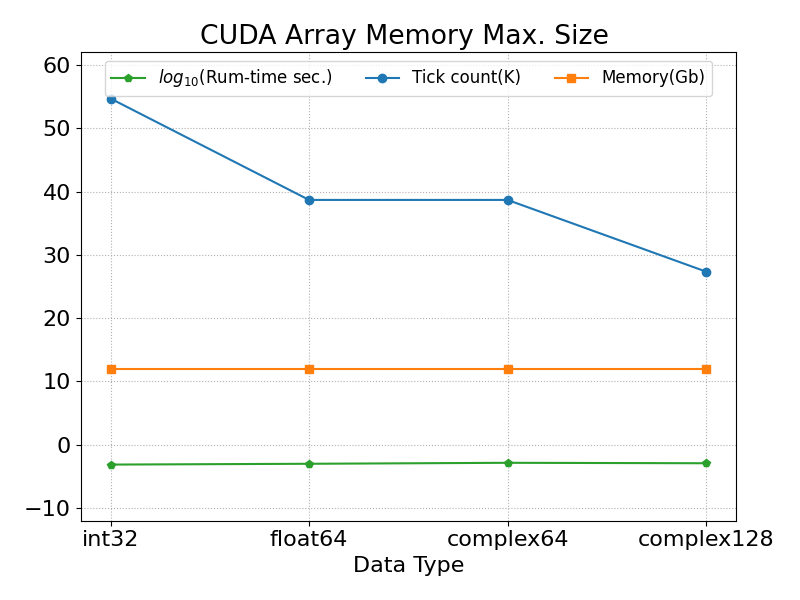 CUDA Array Memory Max. Size
log₁₀(Rum-time sec.) Tick count(K) Memory(Gb)
60
50
40
30
20
10
0
−10
int32 float64 complex64 complex128
Data Type